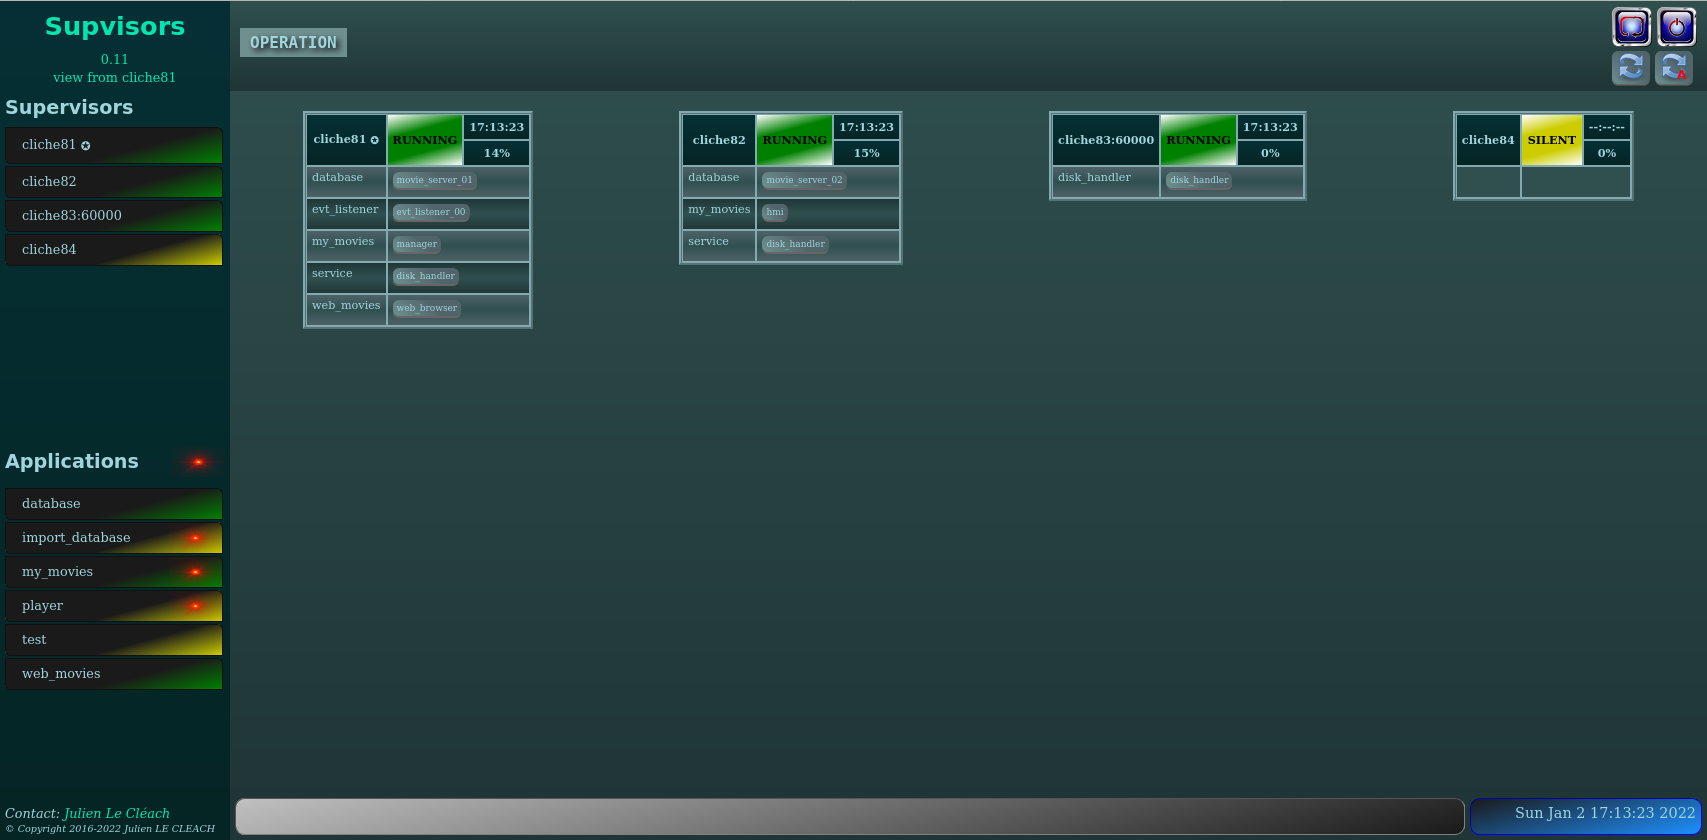 Supvisors
0.11
view from cliche81
Supervisors
cliche81 ✪
cliche82
cliche83:60000
cliche84
Applications
database
import_database
my_movies
player
test
web_movies
Contact: Julien Le Cléach
© Copyright 2016-2022 Julien LE CLEACH
OPERATION
A
cliche81 ✪ RUNNING 17:13:23
14%
database movie_server_01
evt_listener evt_listener_00
my_movies manager
service disk_handler
web_movies web_browser
cliche82 RUNNING 17:13:23
15%
database movie_server_02
my_movies hmi
service disk_handler
cliche83:60000 RUNNING 17:13:23
0%
disk_handler disk_handler
cliche84 SILENT --:--:--
0%
Sun Jan 2 17:13:23 2022